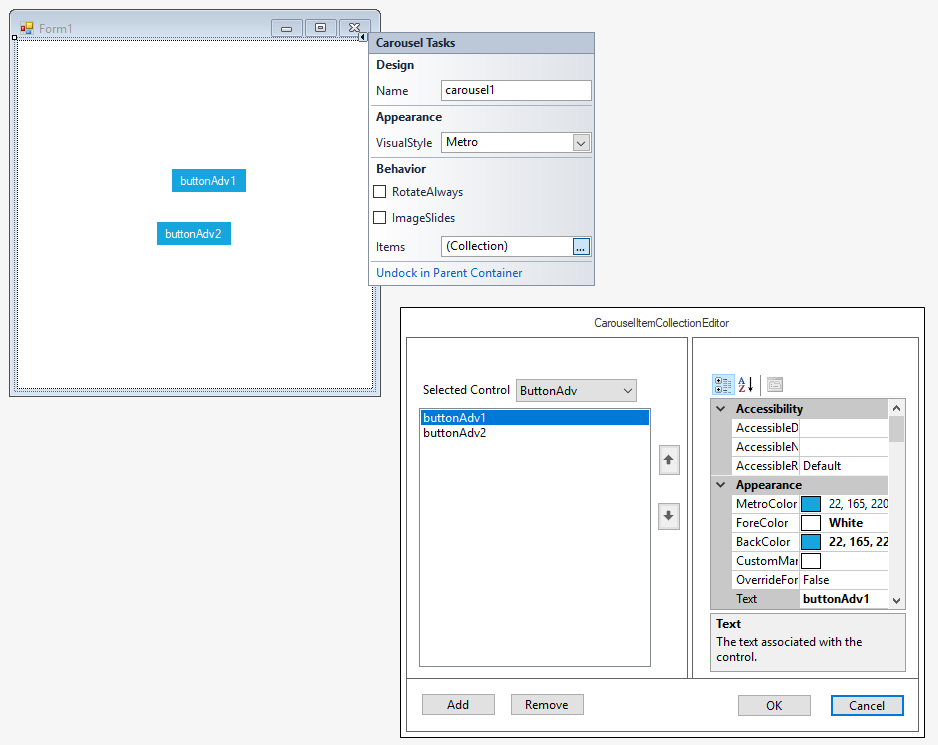 Form1
buttonAdv1
buttonAdv2
Carousel Tasks
Design
Name carousel1
Appearance
VisualStyle Metro
Behavior
RotateAlways
ImageSlides
Items (Collection) ...
Undock in Parent Container
CarouselItemCollectionEditor
Selected Control ButtonAdv
buttonAdv1
buttonAdv2
Add Remove
A
Z
Accessibility
AccessibleD
AccessibleN
AccessibleR Default
Appearance
MetroColor 22, 165, 220
ForeColor White
BackColor 22, 165, 22
CustomMar
OverrideFor False
Text buttonAdv1
Text
The text associated with the
control.
OK Cancel